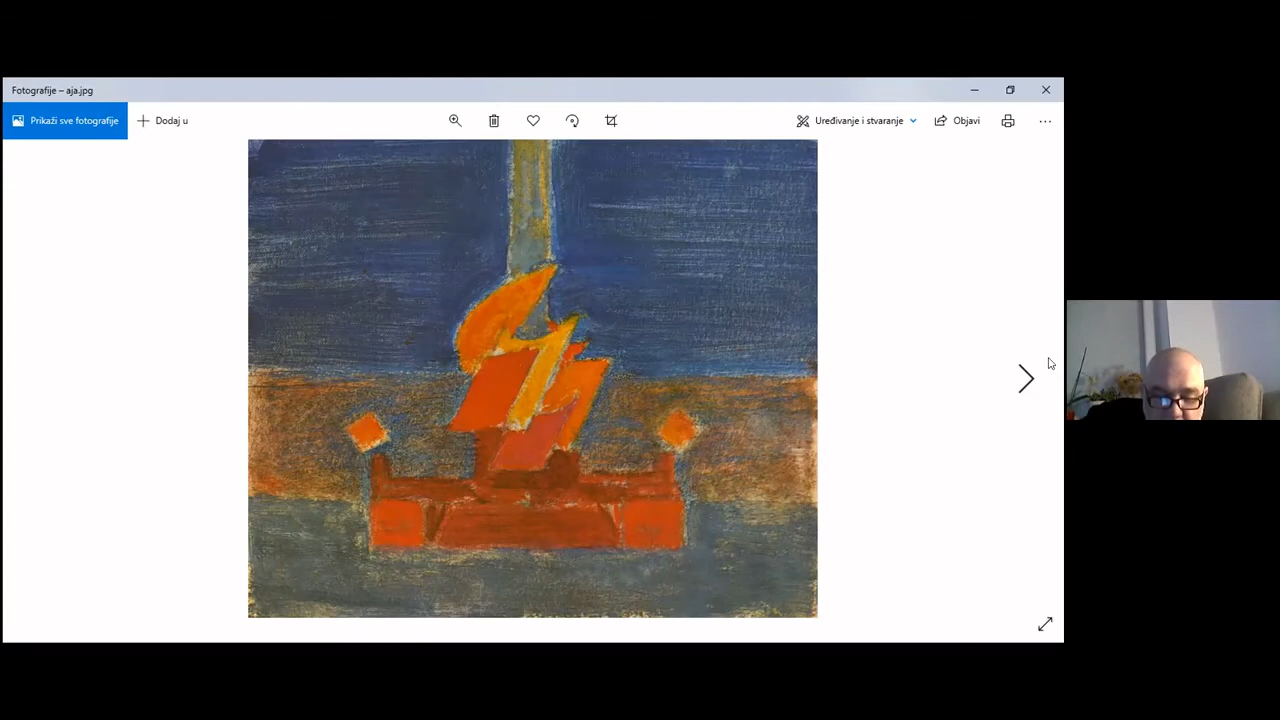 Fotografije – aja.jpg
Prikaži sve fotografije
Dodaj u
Uređivanje i stvaranje
Objavi